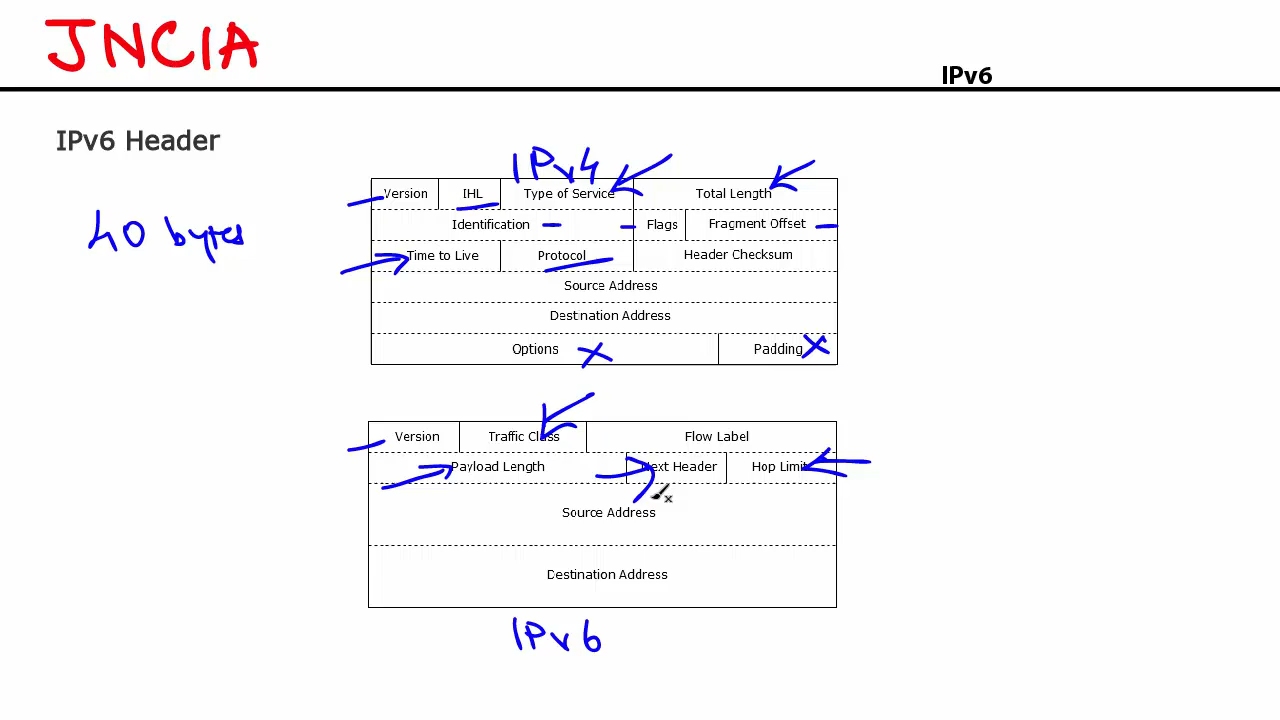 JNCIA
IPv6
IPv6 Header
40 bytes
IPv4
Version IHL Type of Service Total Length
Identification Flags Fragment Offset
Time to Live Protocol Header Checksum
Source Address
Destination Address
Options Padding
Version Traffic Class Flow Label
Payload Length Next Header Hop Limit
Source Address
Destination Address
IPv6